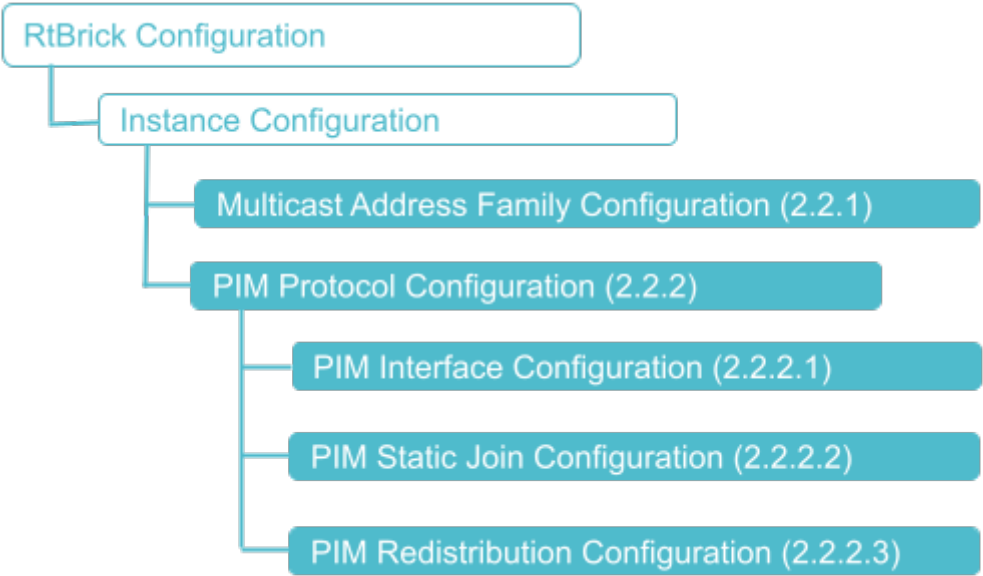 RtBrick Configuration
Instance Configuration
Multicast Address Family Configuration (2.2.1)
PIM Protocol Configuration (2.2.2)
PIM Interface Configuration (2.2.2.1)
PIM Static Join Configuration (2.2.2.2)
PIM Redistribution Configuration (2.2.2.3)